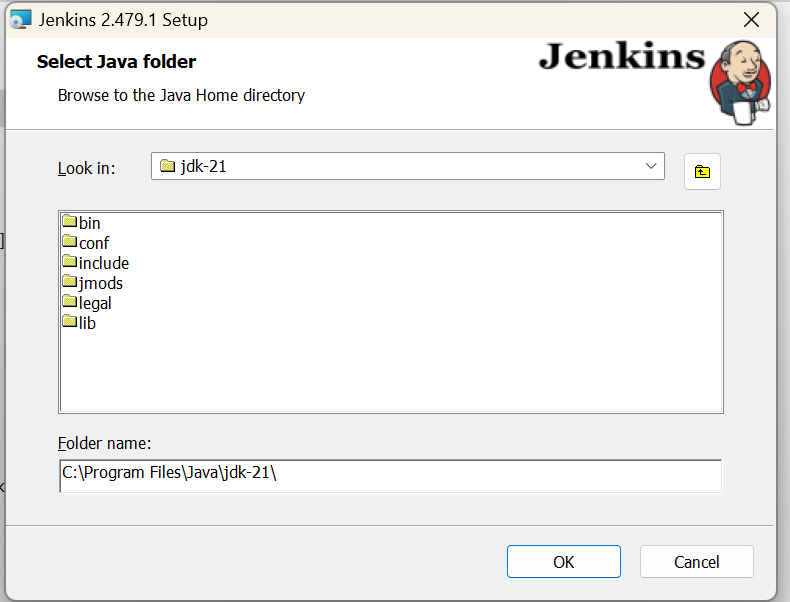 Jenkins 2.479.1 Setup
Select Java folder
Jenkins
Browse to the Java Home directory
Look in:
jdk-21
bin
conf
include
jmods
legal
lib
Folder name:
C:\Program Files\Java\jdk-21\
OK
Cancel